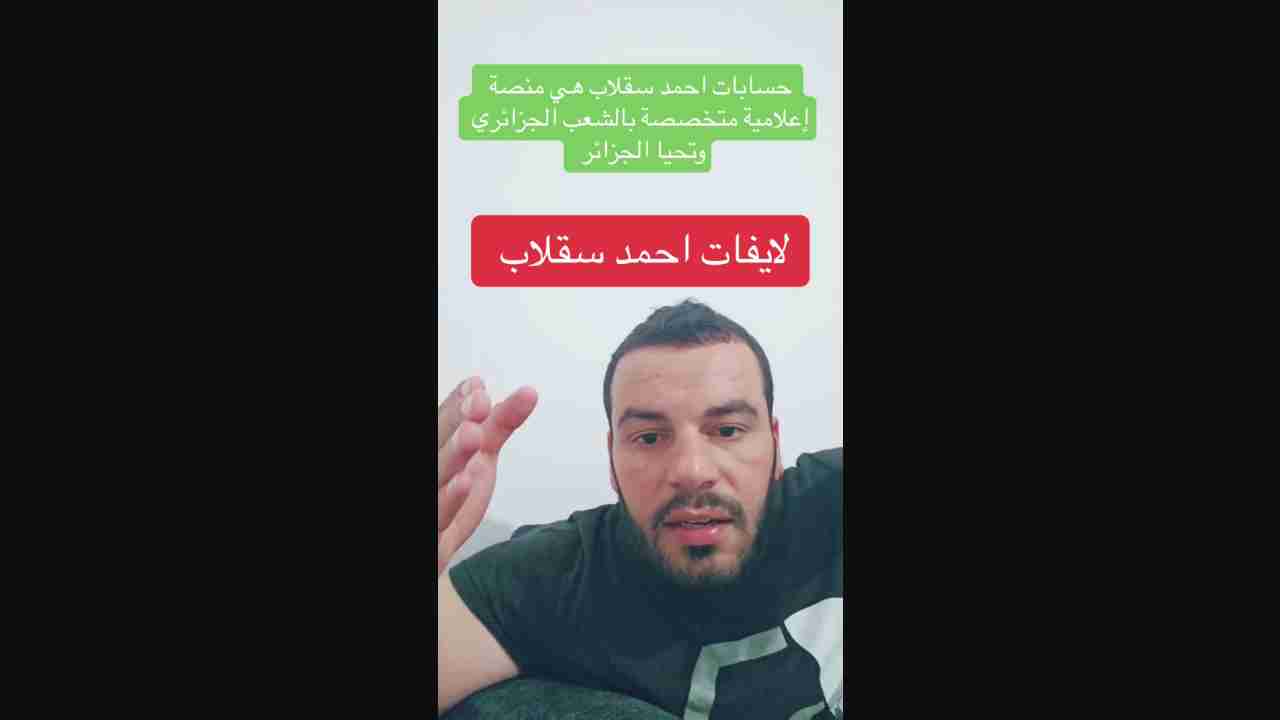 حسابات احمد سقلاب هي منصة
إعلامية متخصصة بالشعب الجزائري
وتحيا الجزائر
لايفات احمد سقلاب